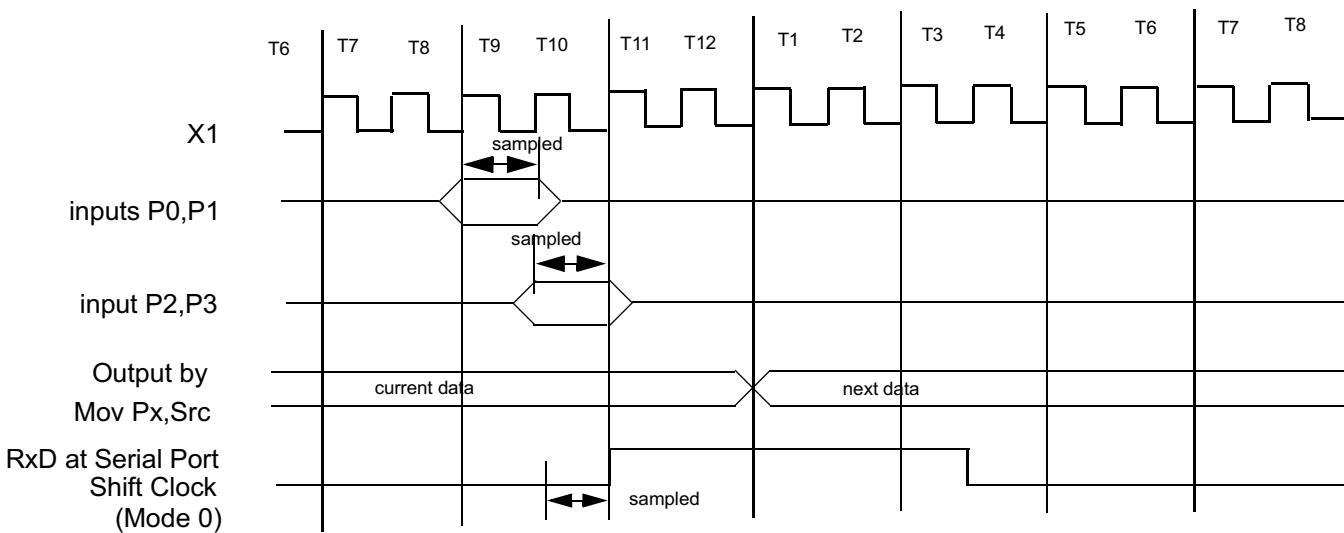 T6 T7 T8 T9 T10 T11 T12 T1 T2 T3 T4 T5 T6 T7 T8
X1
sampled
inputs P0,P1
sampled
input P2,P3
Output by
current data next data
Mov Px,Src
RxD at Serial Port
Shift Clock
sampled
(Mode 0)